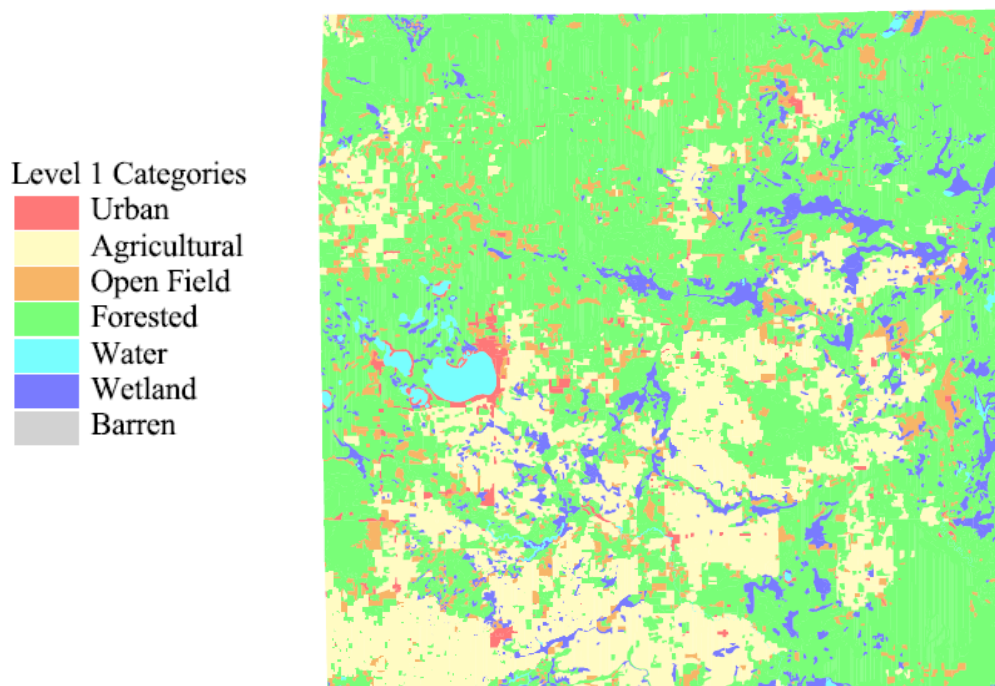 Level 1 Categories
Urban
Agricultural
Open Field
Forested
Water
Wetland
Barren